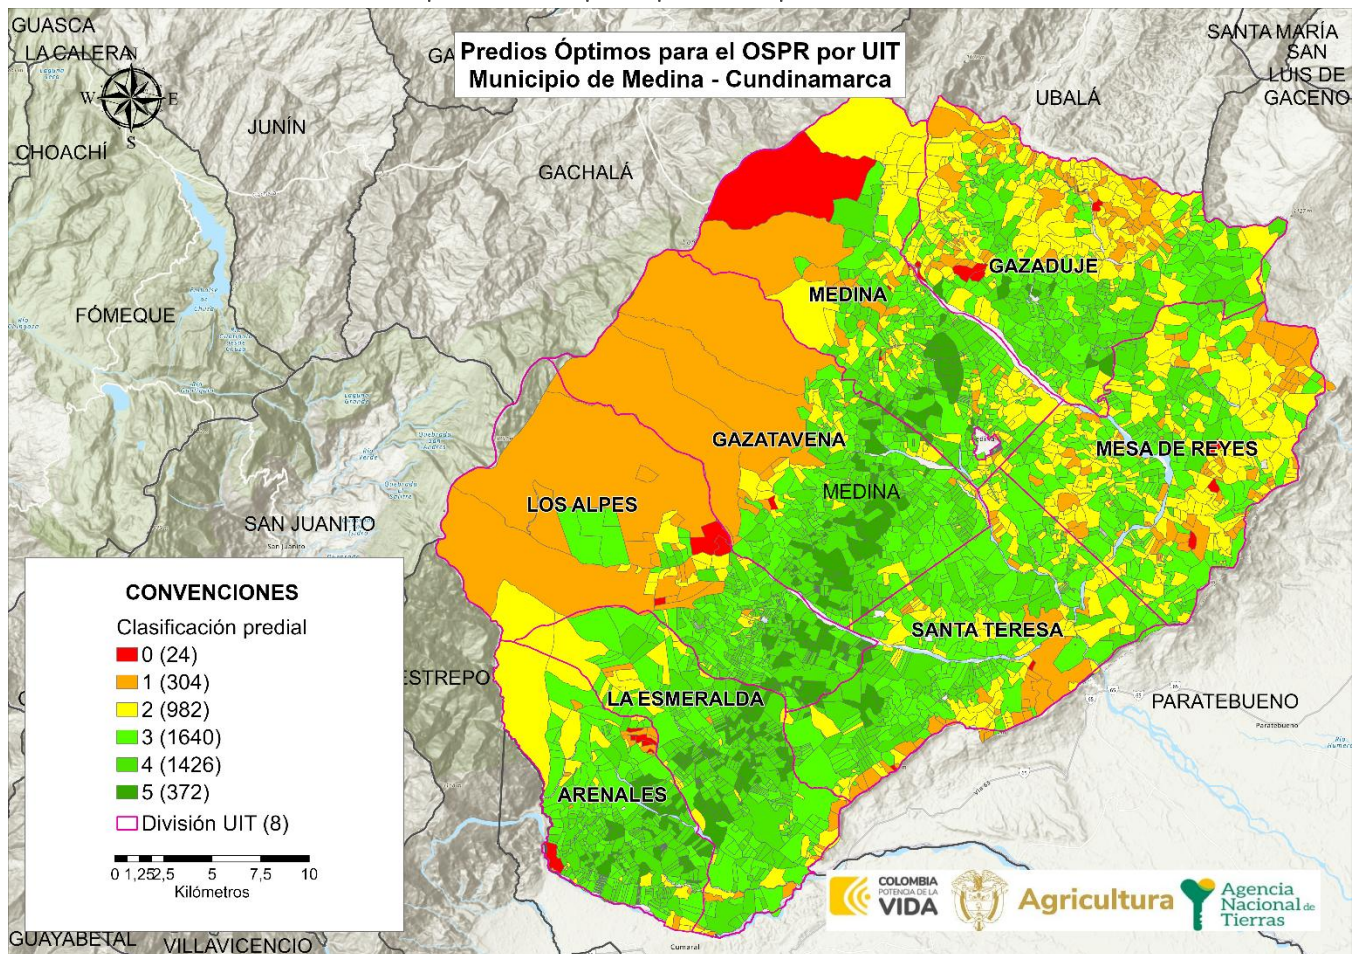 Predios Óptimos para el OSPR por UIT
Municipio de Medina - Cundinamarca
GUASCA
LA CALERA
SANTA MARÍA
SAN
LUIS DE
GACENO
UBALÁ
JUNÍN
CHOACHÍ
W
E
S
GACHALÁ
FÓMEQUE
GAZADUJE
MEDINA
GAZATAVENA
MESA DE REYES
MEDINA
LOS ALPES
SAN JUANITO
San Juanito
SANTA TERESA
ESTREPO
LA ESMERALDA
PARATEBUENO
Paratebueno
ARENALES
CONVENCIONES
Clasificación predial
0 (24)
1 (304)
2 (982)
3 (1640)
4 (1426)
5 (372)
División UIT (8)
0 1,25 2,5 5 7,5 10
Kilómetros
COLOMBIA
POTENCIA DE LA
VIDA
Agricultura
Agencia
Nacional de
Tierras
GUAYABETAL
VILLAVICENCIO
Cumaral